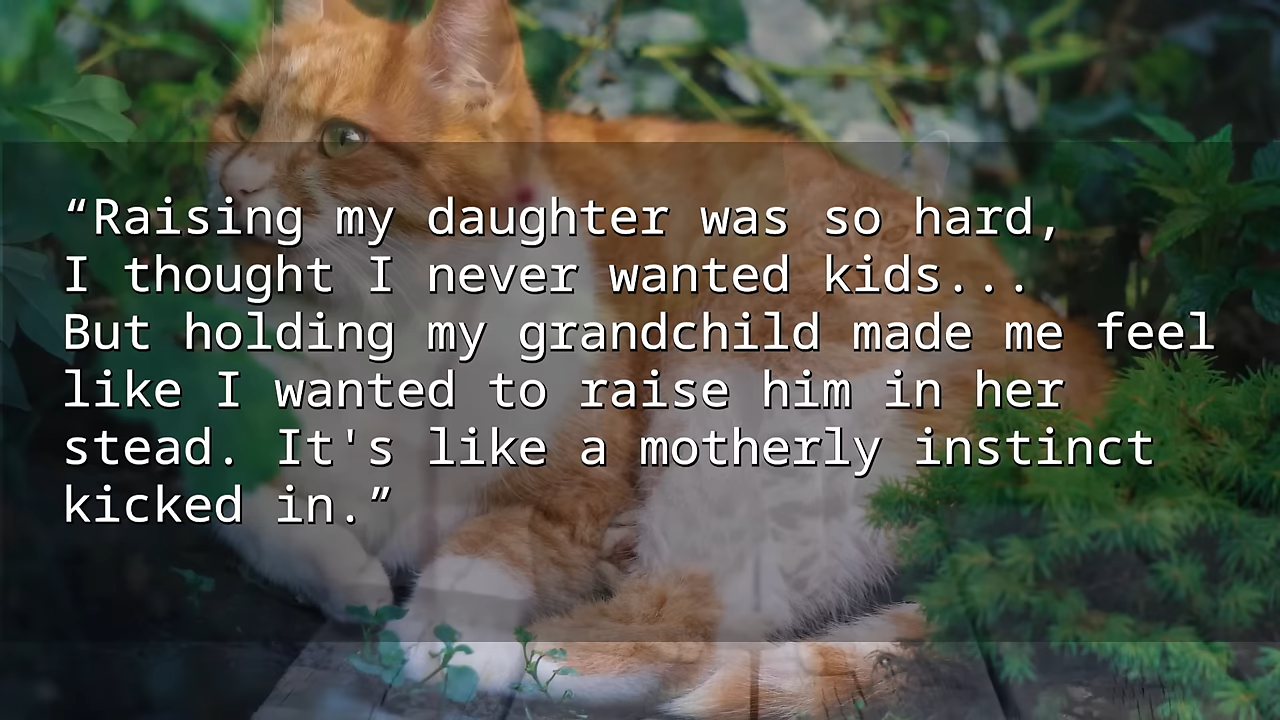 “Raising my daughter was so hard,
I thought I never wanted kids...
But holding my grandchild made me feel
like I wanted to raise him in her
stead. It's like a motherly instinct
kicked in.”